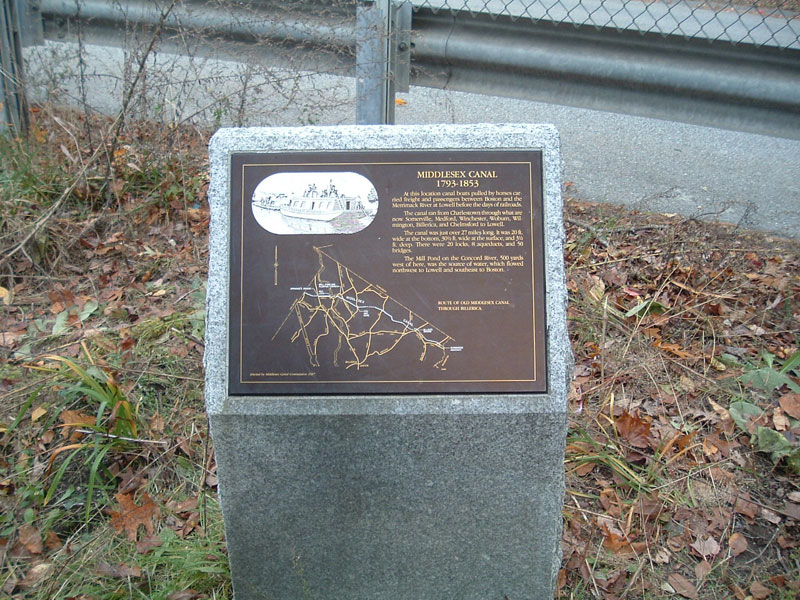 MIDDLESEX CANAL
1793-1853
At this location canal boats pulled by horses car-
ried freight and passengers between Boston and the
Merrimack River at Lowell before the days of railroads.
The canal ran from Charlestown through what are
now Somerville, Medford, Winchester, Woburn, Wil-
mington, Billerica, and Chelmsford to Lowell.
The canal was just over 27 miles long. It was 20 ft.
wide at the bottom, 30½ ft. wide at the surface, and 3½
ft. deep. There were 20 locks, 8 aqueducts, and 50
bridges.
The Mill Pond on the Concord River, 500 yards
west of here, was the source of water, which flowed
northwest to Lowell and southeast to Boston.
ROUTE OF OLD MIDDLESEX CANAL
THROUGH BILLERICA